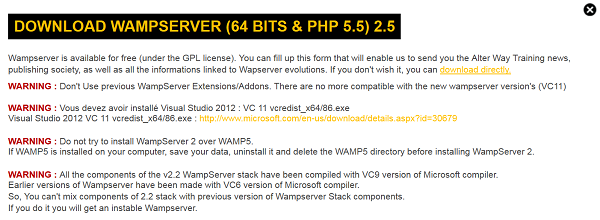 DOWNLOAD WAMPSERVER (64 BITS & PHP 5.5) 2.5
Wampserver is available for free (under the GPL license). You can fill up this form that will enable us to send you the Alter Way Training news,
publishing society, as well as all the informations linked to Wapserver evolutions. If you don't wish it, you can download directly.
WARNING : Don't Use previous WampServer Extensions/Addons. There are no more compatible with the new wampserver version's (VC11)
WARNING : Vous devez avoir installé Visual Studio 2012 : VC 11 vcredist_x64/86.exe
Visual Studio 2012 VC 11 vcredist_x64/86.exe : http://www.microsoft.com/en-us/download/details.aspx?id=30679
WARNING : Do not try to install WampServer 2 over WAMP5.
If WAMP5 is installed on your computer, save your data, uninstall it and delete the WAMP5 directory before installing WampServer 2.
WARNING : All the components of the v2.2 WampServer stack have been compiled with VC9 version of Microsoft compiler.
Earlier versions of Wampserver have been made with VC6 version of Microsoft compiler.
So, You can't mix components of 2.2 stack with previous version of Wampserver Stack components.
If you do it you will get an instable Wampserver.